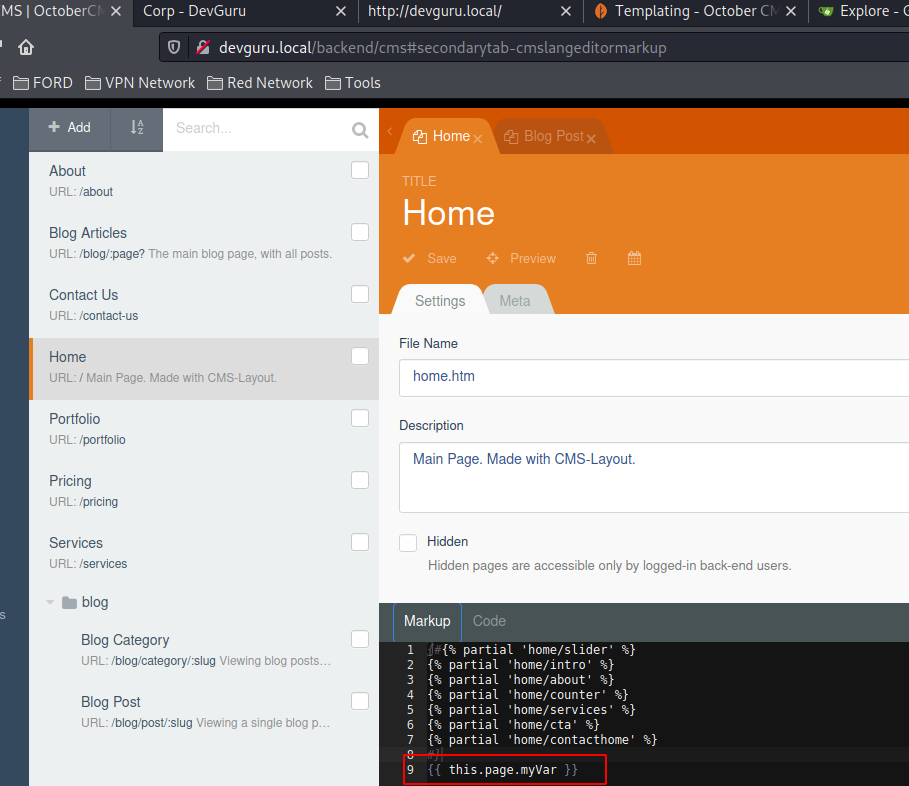 MS | OctoberCM
Corp - DevGuru
http://devguru.local/
Templating - October CM
Explore - G
devguru.local/backend/cms#secondarytab-cmslangeditormarkup
FORD
VPN Network
Red Network
Tools
Add
Search...
Home
Blog Post
About
URL: /about
Blog Articles
URL: /blog/:page? The main blog page, with all posts.
Contact Us
URL: /contact-us
Home
URL: / Main Page. Made with CMS-Layout.
Portfolio
URL: /portfolio
Pricing
URL: /pricing
Services
URL: /services
s
blog
Blog Category
URL: /blog/category/:slug Viewing blog posts…
Blog Post
URL: /blog/post/:slug Viewing a single blog p…
TITLE
Home
Save
Preview
Settings
Meta
File Name
home.htm
Description
Main Page. Made with CMS-Layout.
Hidden
Hidden pages are accessible only by logged-in back-end users.
Markup
Code
1 {#{% partial 'home/slider' %}
2 {% partial 'home/intro' %}
3 {% partial 'home/about' %}
4 {% partial 'home/counter' %}
5 {% partial 'home/services' %}
6 {% partial 'home/cta' %}
7 {% partial 'home/contacthome' %}
8 #}
9 {{ this.page.myVar }}